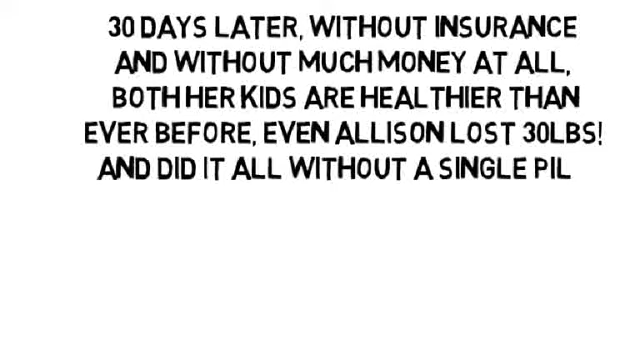 30 DAYS LATER, WITHOUT INSURANCE
AND WITHOUT MUCH MONEY AT ALL,
BOTH HER KIDS ARE HEALTHIER THAN
EVER BEFORE, EVEN ALLISON LOST 30LBS!
AND DID IT ALL WITHOUT A SINGLE PIL